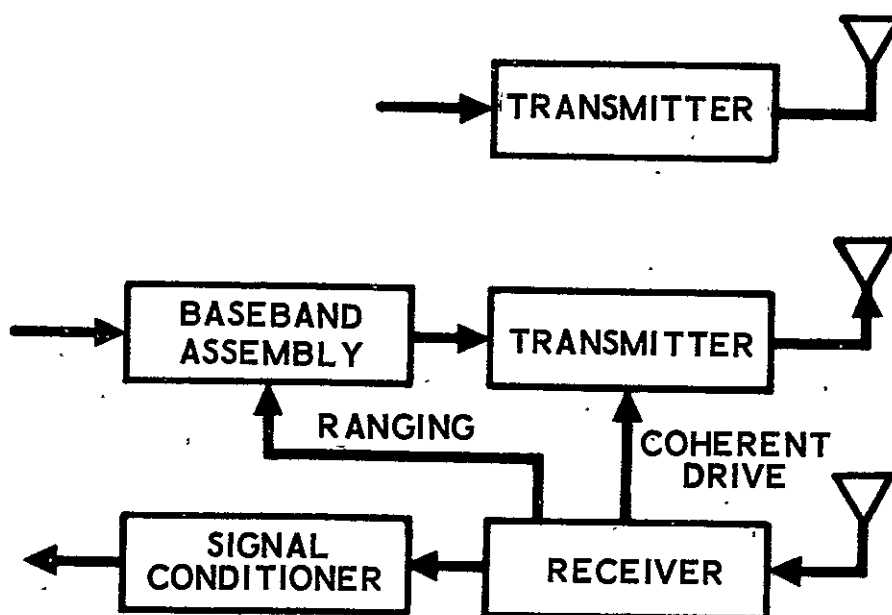 TRANSMITTER
BASEBAND
ASSEMBLY
TRANSMITTER
RANGING
COHERENT
DRIVE
SIGNAL
CONDITIONER
RECEIVER